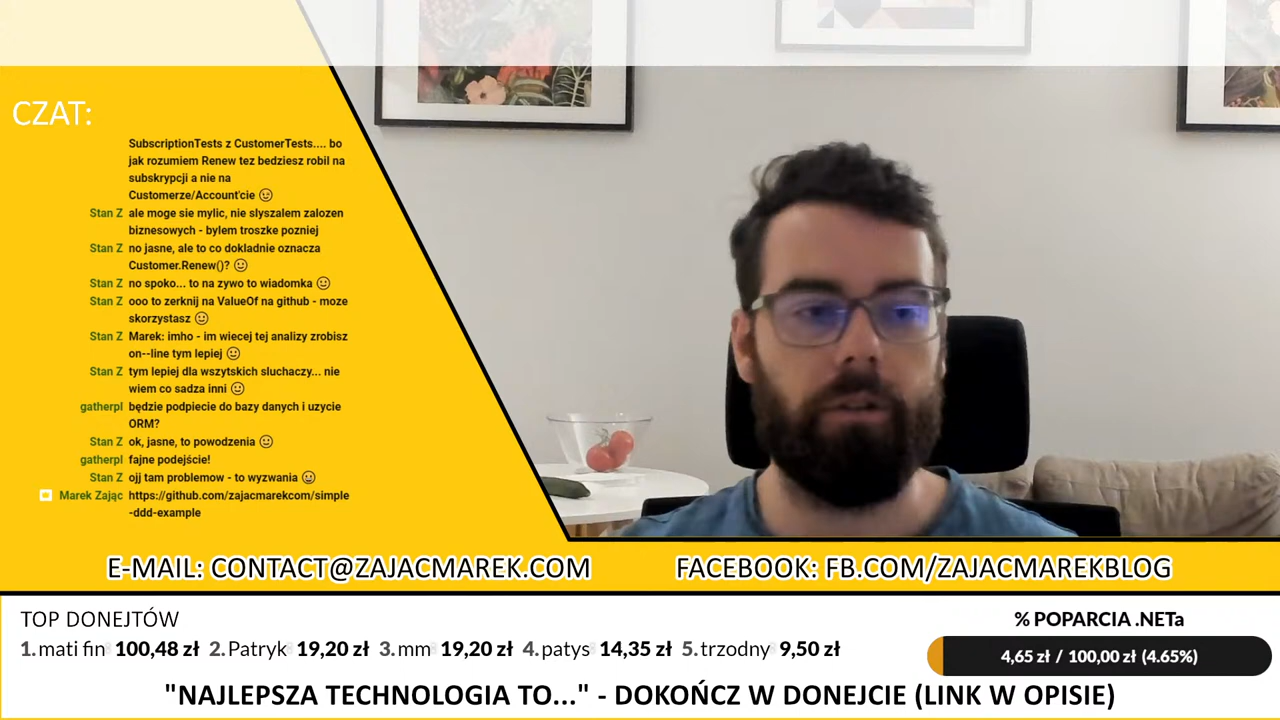 CZAT:
SubscriptionTests z CustomerTests.... bo
jak rozumiem Renew tez bedziesz robil na
subskrypcji a nie na
Customerze/Account'cie
Stan Z ale moge sie mylic, nie slyszalem zalozen
biznesowych - bylem troszke pozniej
Stan Z no jasne, ale to co dokladnie oznacza
Customer.Renew()?
Stan Z no spoko... to na zywo to wiadomka
Stan Z ooo to zerknij na ValueOf na github - moze
skorzystasz
Stan Z Marek: imho - im wiecej tej analizy zrobisz
on--line tym lepiej
Stan Z tym lepiej dla wszytskich sluchaczy... nie
wiem co sadza inni
gatherpl będzie podpiecie do bazy danych i uzycie
ORM?
Stan Z ok, jasne, to powodzenia
gatherpl fajne podejście!
Stan Z ojj tam problemow - to wyzwania
Marek Zając https://github.com/zajacmarekcom/simple
-ddd-example
E-MAIL: CONTACT@ZAJACMAREK.COM FACEBOOK: FB.COM/ZAJACMAREKBLOG
TOP DONEJTÓW
1. mati fin 100,48 zł 2. Patryk 19,20 zł 3. mm 19,20 zł 4. patys 14,35 zł 5. trzodny 9,50 zł
% POPARCIA .NETa
4,65 zł / 100,00 zł (4.65%)
"NAJLEPSZA TECHNOLOGIA TO..." - DOKOŃCZ W DONEJCIE (LINK W OPISIE)